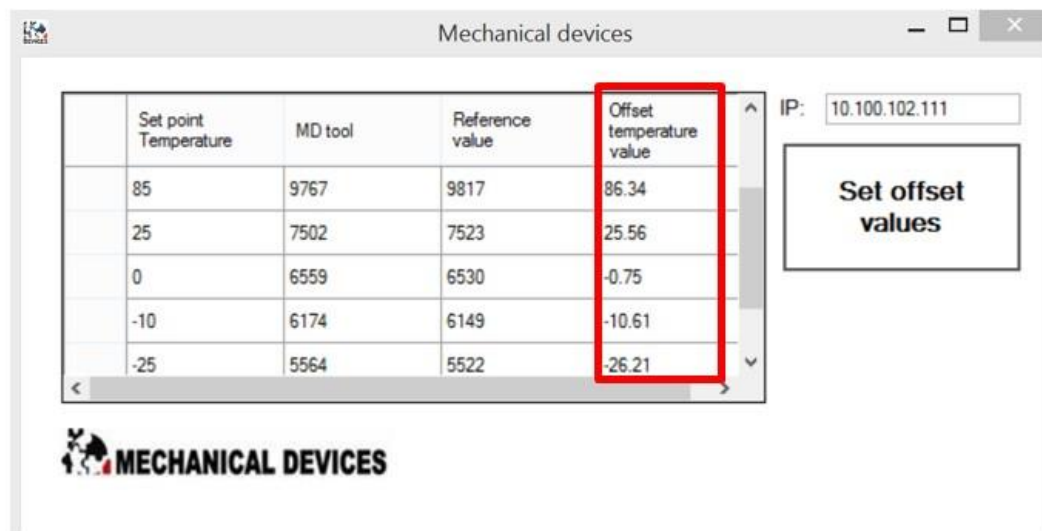 Mechanical devices
Set point
Temperature
MD tool
Reference
value
Offset
temperature
value
85 9767 9817 86.34
25 7502 7523 25.56
0 6559 6530 -0.75
-10 6174 6149 -10.61
-25 5564 5522 -26.21
IP: 10.100.102.111
Set offset
values
MECHANICAL DEVICES